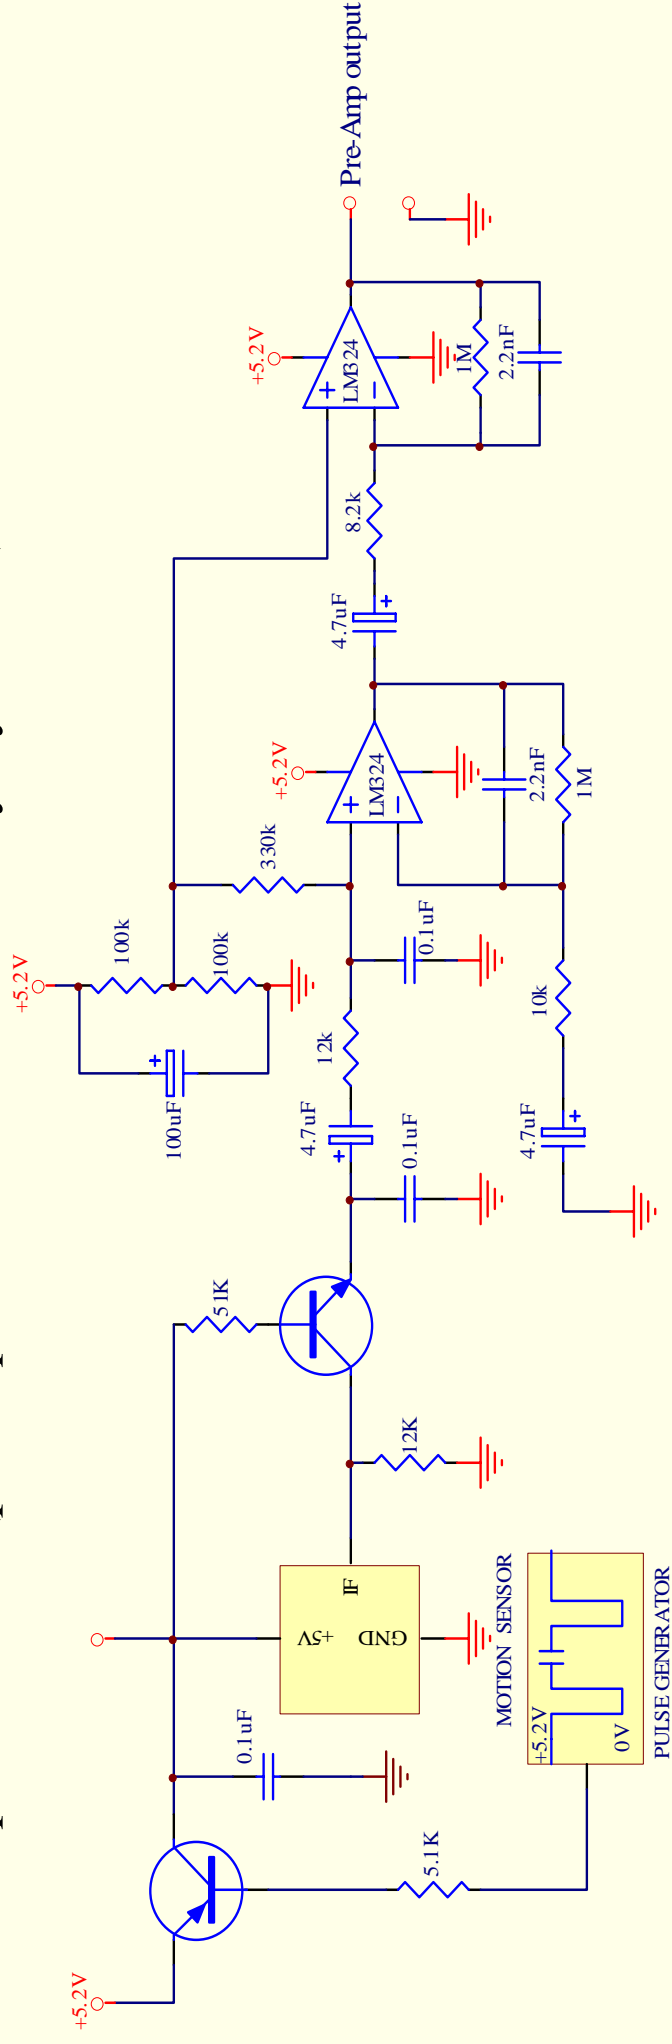 +5.2V
5.1K
0.1uF
+5V
GND
IF
MOTION SENSOR
+5.2V
0V
PULSE GENERATOR
12K
51K
0.1uF
4.7uF
12k
0.1uF
100uF
+5.2V
100k
100k
330k
+5.2V
LM324
4.7uF
10k
2.2nF
1M
4.7uF
8.2k
+5.2V
LM324
1M
2.2nF
Pre-Amp output